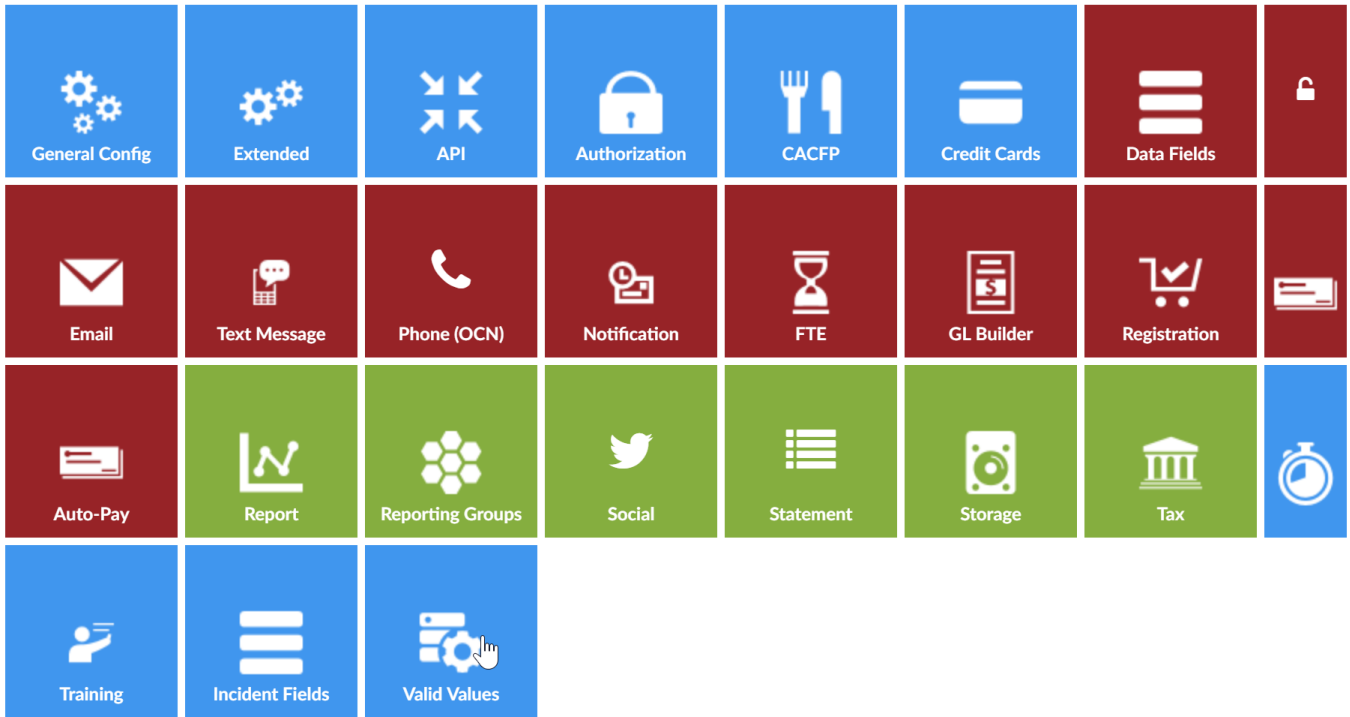 General Config
Extended
API
Authorization
CACFP
Credit Cards
Data Fields
Email
Text Message
Phone (OCN)
Notification
FTE
GL Builder
Registration
Auto-Pay
Report
Reporting Groups
Social
Statement
Storage
Tax
Training
Incident Fields
Valid Values